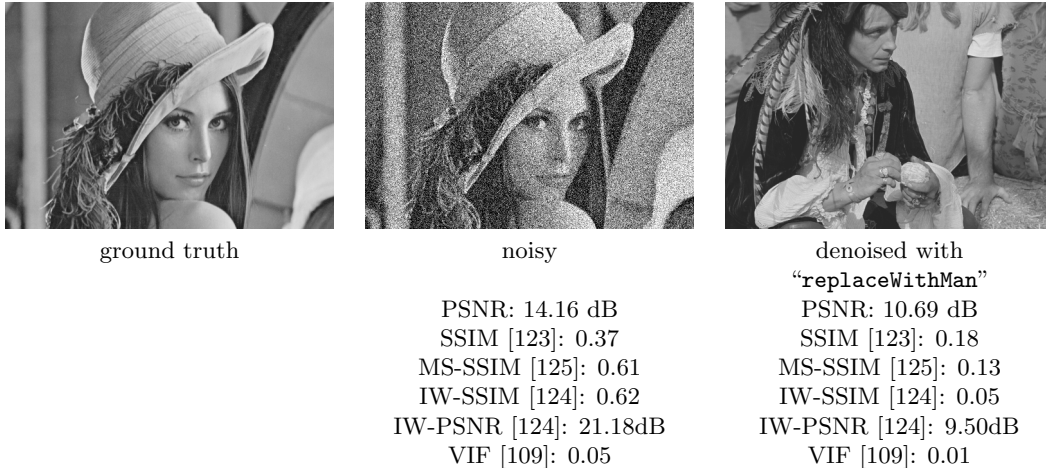 ground truth
noisy
denoised with
“replaceWithMan”
PSNR: 14.16 dB
SSIM [123]: 0.37
MS-SSIM [125]: 0.61
IW-SSIM [124]: 0.62
IW-PSNR [124]: 21.18dB
VIF [109]: 0.05
PSNR: 10.69 dB
SSIM [123]: 0.18
MS-SSIM [125]: 0.13
IW-SSIM [124]: 0.05
IW-PSNR [124]: 9.50dB
VIF [109]: 0.01